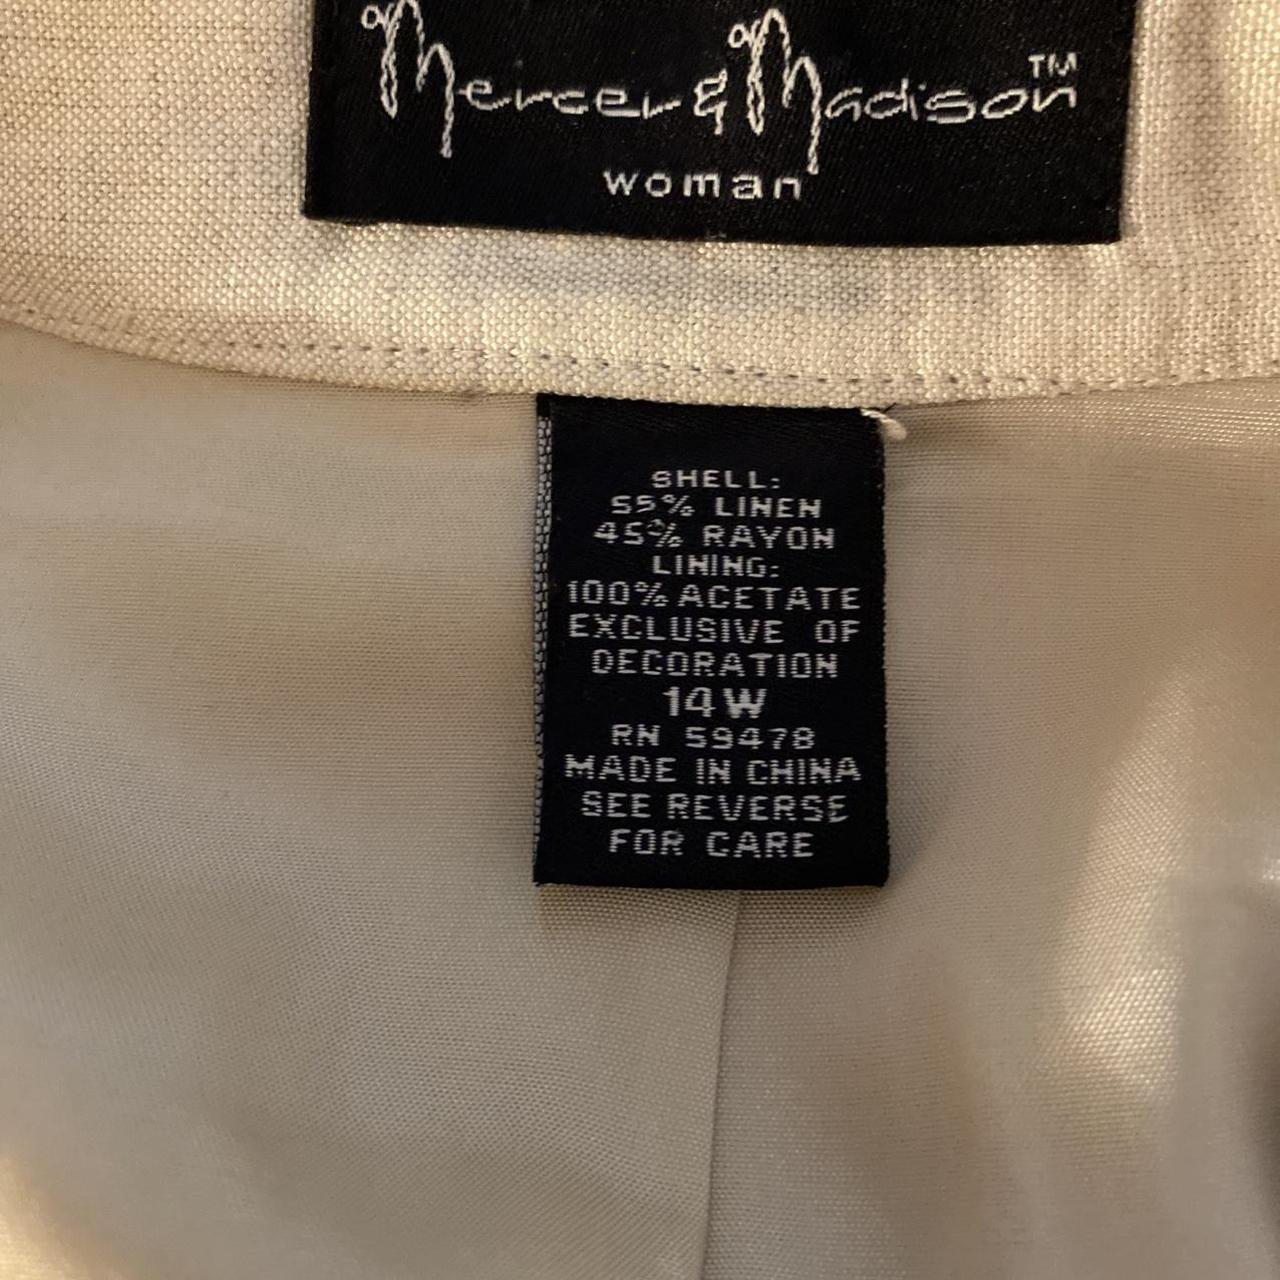 Mercer & Madison™
woman
SHELL:
55% LINEN
45% RAYON
LINING:
100% ACETATE
EXCLUSIVE OF
DECORATION
14W
RN 59478
MADE IN CHINA
SEE REVERSE
FOR CARE